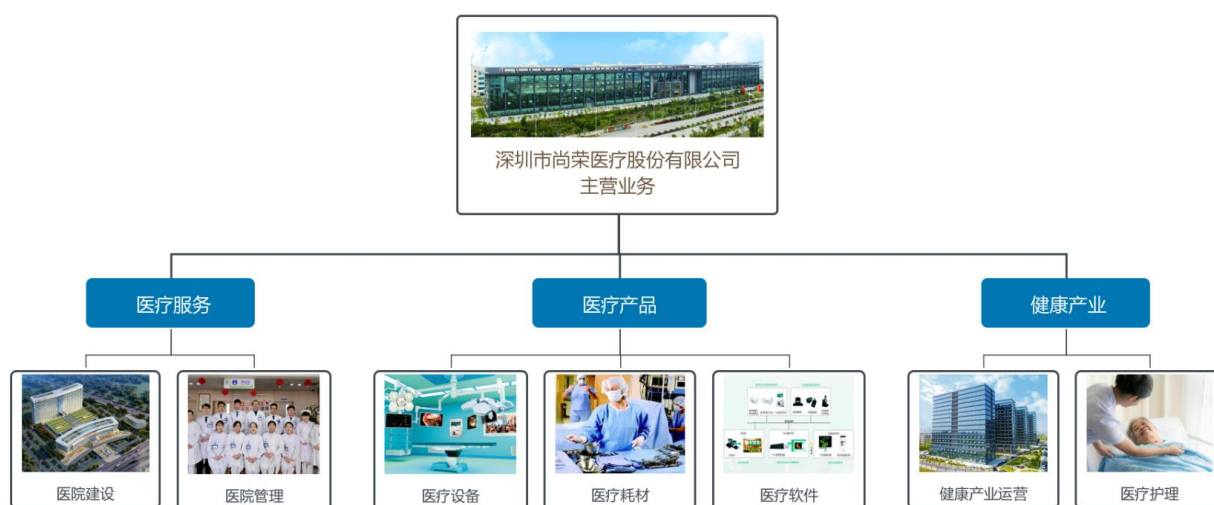 深圳市尚荣医疗股份有限公司
主营业务
医疗服务
医疗产品
健康产业
医院建设
医院管理
医疗设备
医疗耗材
医疗软件
健康产业运营
医疗护理